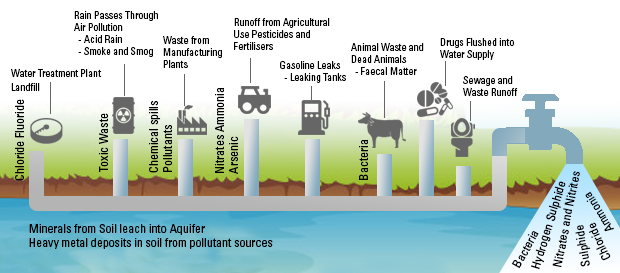 Rain Passes Through
Air Pollution
- Acid Rain
- Smoke and Smog
Water Treatment Plant
Landfill
Waste from
Manufacturing
Plants
Runoff from Agricultural
Use Pesticides and
Fertilisers
Gasoline Leaks
- Leaking Tanks
Animal Waste and
Dead Animals
- Faecal Matter
Drugs Flushed into
Water Supply
Sewage and
Waste Runoff
Chloride Fluoride
Toxic Waste
Chemical spills
Pollutants
Nitrates Ammonia
Arsenic
Bacteria
Minerals from Soil leach into Aquifer
Heavy metal deposits in soil from pollutant sources
Bacteria
Hydrogen Sulphide
Nitrates and Nitrites
Sulphide
Chloride
Ammonia